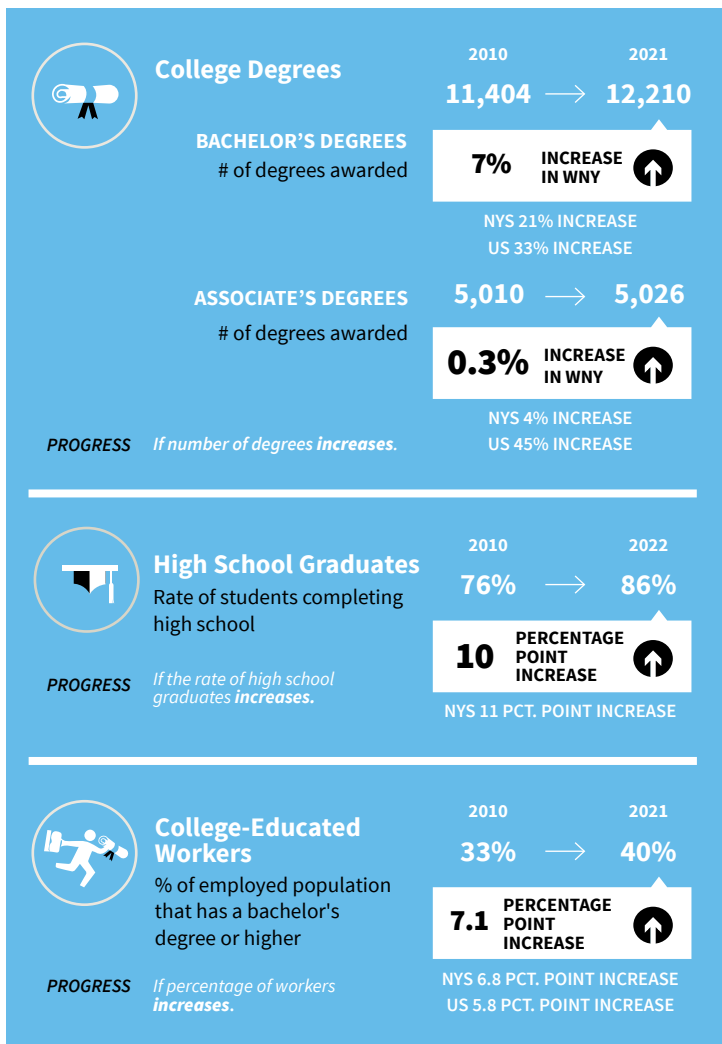 College Degrees
2010 2021
11,404 → 12,210
BACHELOR'S DEGREES
# of degrees awarded
7% INCREASE
IN WNY
NYS 21% INCREASE
US 33% INCREASE
ASSOCIATE'S DEGREES
# of degrees awarded
5,010 → 5,026
0.3% INCREASE
IN WNY
NYS 4% INCREASE
US 45% INCREASE
PROGRESS If number of degrees increases.
High School Graduates
Rate of students completing
high school
2010 2022
76% → 86%
10 PERCENTAGE
POINT
INCREASE
NYS 11 PCT. POINT INCREASE
PROGRESS If the rate of high school
graduates increases.
College-Educated
Workers
% of employed population
that has a bachelor's
degree or higher
2010 2021
33% → 40%
7.1 PERCENTAGE
POINT
INCREASE
NYS 6.8 PCT. POINT INCREASE
US 5.8 PCT. POINT INCREASE
PROGRESS If percentage of workers
increases.